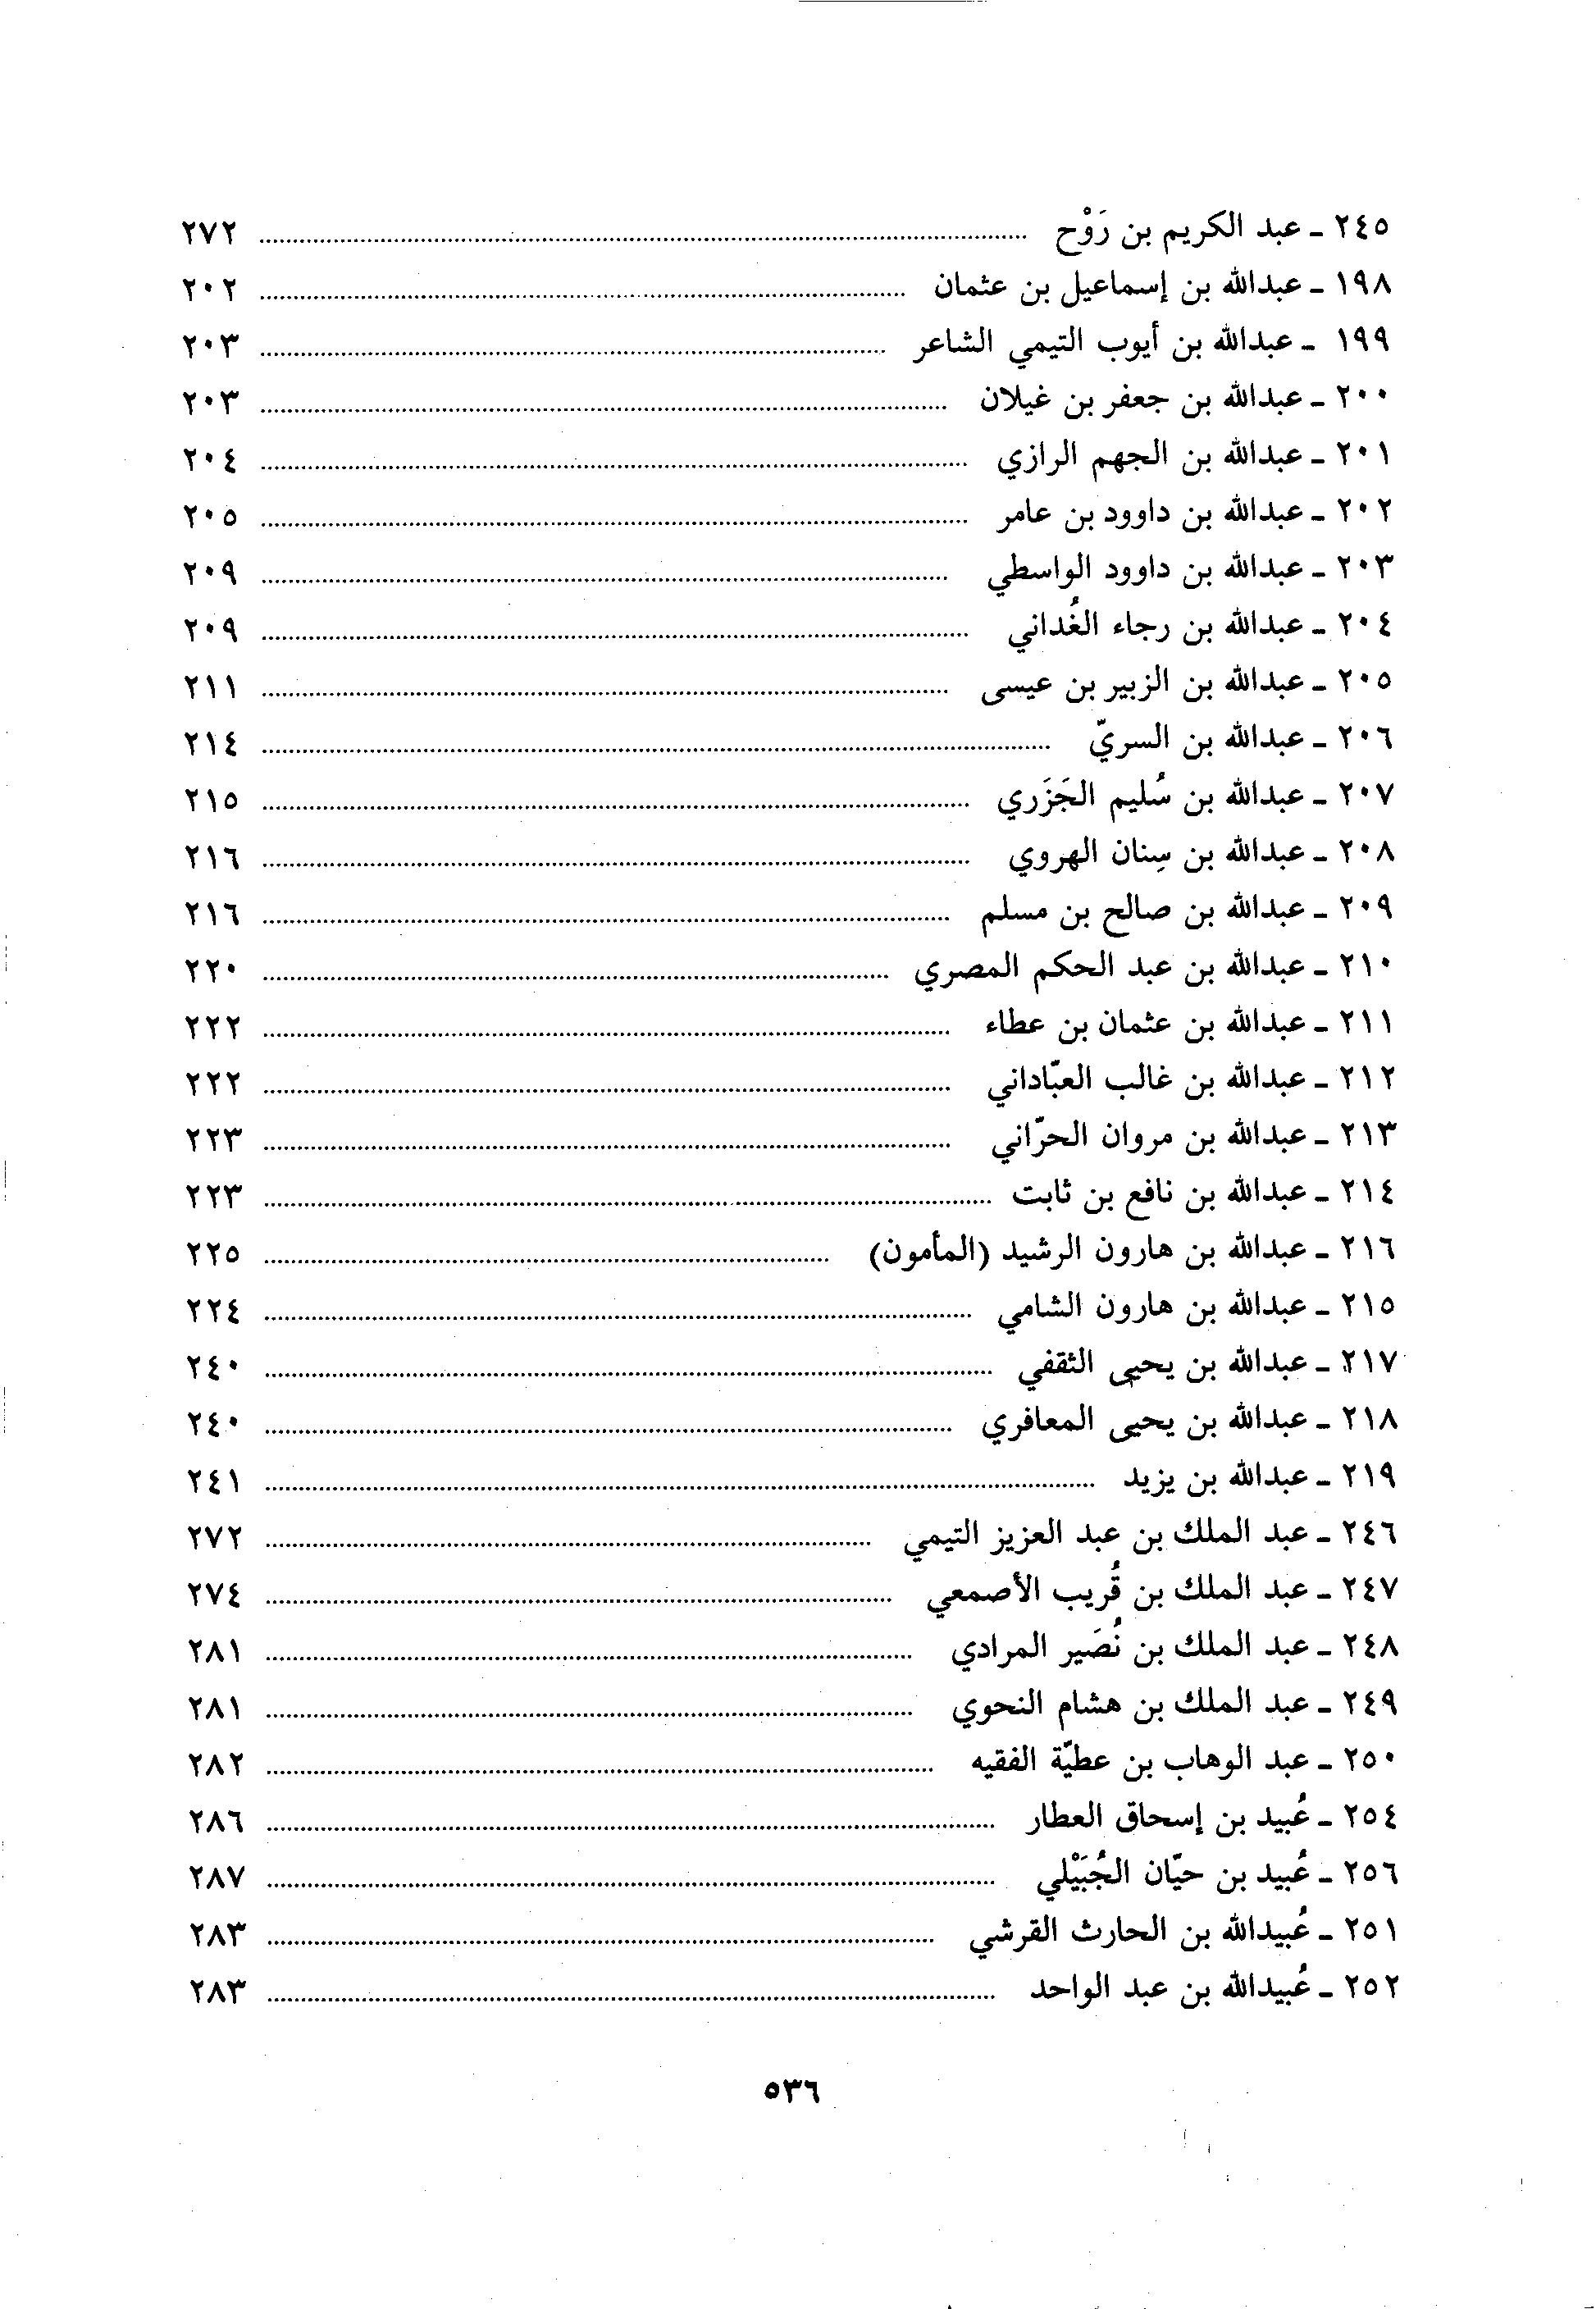 ٢٤٥ ـ عبد الكريم بن رَوْح ........ ٢٧٢
١٩٨ ـ عبدالله بن إسماعيل بن عثمان ........ ٢٠٢
١٩٩ ـ عبدالله بن أيوب التيمي الشاعر ........ ٢٠٣
٢٠٠ ـ عبدالله بن جعفر بن غيلان ........ ٢٠٣
٢٠١ ـ عبدالله بن الجهم الرازي ........ ٢٠٤
٢٠٢ ـ عبدالله بن داوود بن عامر ........ ٢٠٥
٢٠٣ ـ عبدالله بن داوود الواسطي ........ ٢٠٩
٢٠٤ ـ عبدالله بن رجاء الغُداني ........ ٢٠٩
٢٠٥ ـ عبدالله بن الزبير بن عيسى ........ ٢١١
٢٠٦ ـ عبدالله بن السريّ ........ ٢١٤
٢٠٧ ـ عبدالله بن سُليم الجَزَري ........ ٢١٥
٢٠٨ ـ عبدالله بن سِنان الهروي ........ ٢١٦
٢٠٩ ـ عبدالله بن صالح بن مسلم ........ ٢١٦
٢١٠ ـ عبدالله بن عبد الحكم المصري ........ ٢٢٠
٢١١ ـ عبدالله بن عثمان بن عطاء ........ ٢٢٢
٢١٢ ـ عبدالله بن غالب العبّاداني ........ ٢٢٢
٢١٣ ـ عبدالله بن مروان الحرّاني ........ ٢٢٣
٢١٤ ـ عبدالله بن نافع بن ثابت ........ ٢٢٣
٢١٦ ـ عبدالله بن هارون الرشيد (المأمون) ........ ٢٢٥
٢١٥ ـ عبدالله بن هارون الشامي ........ ٢٢٤
٢١٧ ـ عبدالله بن يحيى الثقفي ........ ٢٤٠
٢١٨ ـ عبدالله بن يحيى المعافري ........ ٢٤٠
٢١٩ ـ عبدالله بن يزيد ........ ٢٤١
٢٤٦ ـ عبد الملك بن عبد العزيز التيمي ........ ٢٧٢
٢٤٧ ـ عبد الملك بن قُريب الأصمعي ........ ٢٧٤
٢٤٨ ـ عبد الملك بن نُصَير المرادي ........ ٢٨١
٢٤٩ ـ عبد الملك بن هشام النحوي ........ ٢٨١
٢٥٠ ـ عبد الوهاب بن عطيّة الفقيه ........ ٢٨٢
٢٥٤ ـ عُبيد بن إسحاق العطار ........ ٢٨٦
٢٥٦ ـ عُبيد بن حيّان الجُبَيْلي ........ ٢٨٧
٢٥١ ـ عُبيدالله بن الحارث القرشي ........ ٢٨٣
٢٥٢ ـ عُبيدالله بن عبد الواحد ........ ٢٨٣
٥٣٦